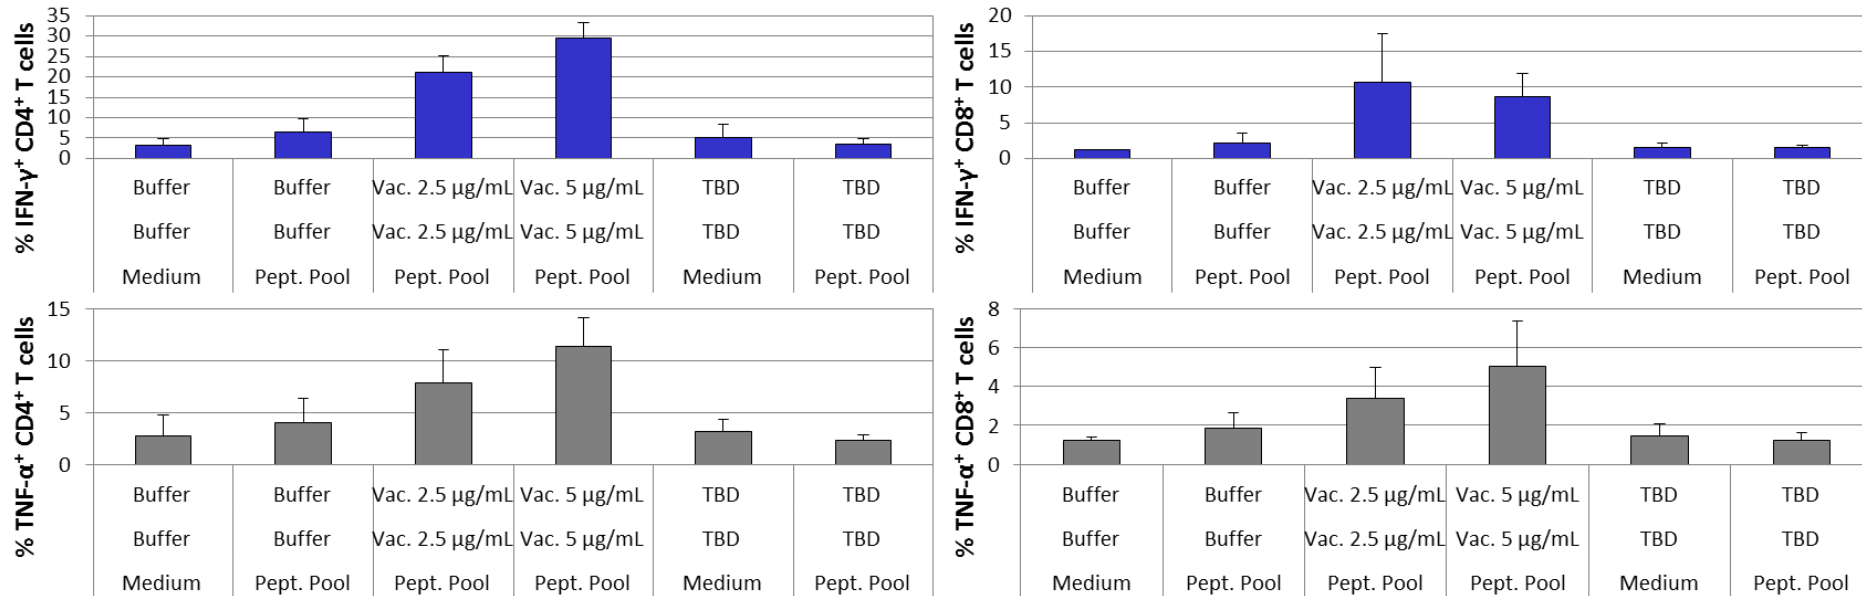 % IFN-γ⁺ CD4⁺ T cells
35
30
25
20
15
10
5
0
Buffer Buffer Vac. 2.5 µg/mL Vac. 5 µg/mL TBD TBD
Buffer Buffer Vac. 2.5 µg/mL Vac. 5 µg/mL TBD TBD
Medium Pept. Pool Pept. Pool Pept. Pool Medium Pept. Pool
% IFN-γ⁺ CD8⁺ T cells
20
15
10
5
0
Buffer Buffer Vac. 2.5 µg/mL Vac. 5 µg/mL TBD TBD
Buffer Buffer Vac. 2.5 µg/mL Vac. 5 µg/mL TBD TBD
Medium Pept. Pool Pept. Pool Pept. Pool Medium Pept. Pool
% TNF-α⁺ CD4⁺ T cells
15
10
5
0
Buffer Buffer Vac. 2.5 µg/mL Vac. 5 µg/mL TBD TBD
Buffer Buffer Vac. 2.5 µg/mL Vac. 5 µg/mL TBD TBD
Medium Pept. Pool Pept. Pool Pept. Pool Medium Pept. Pool
% TNF-α⁺ CD8⁺ T cells
8
6
4
2
0
Buffer Buffer Vac. 2.5 µg/mL Vac. 5 µg/mL TBD TBD
Buffer Buffer Vac. 2.5 µg/mL Vac. 5 µg/mL TBD TBD
Medium Pept. Pool Pept. Pool Pept. Pool Medium Pept. Pool